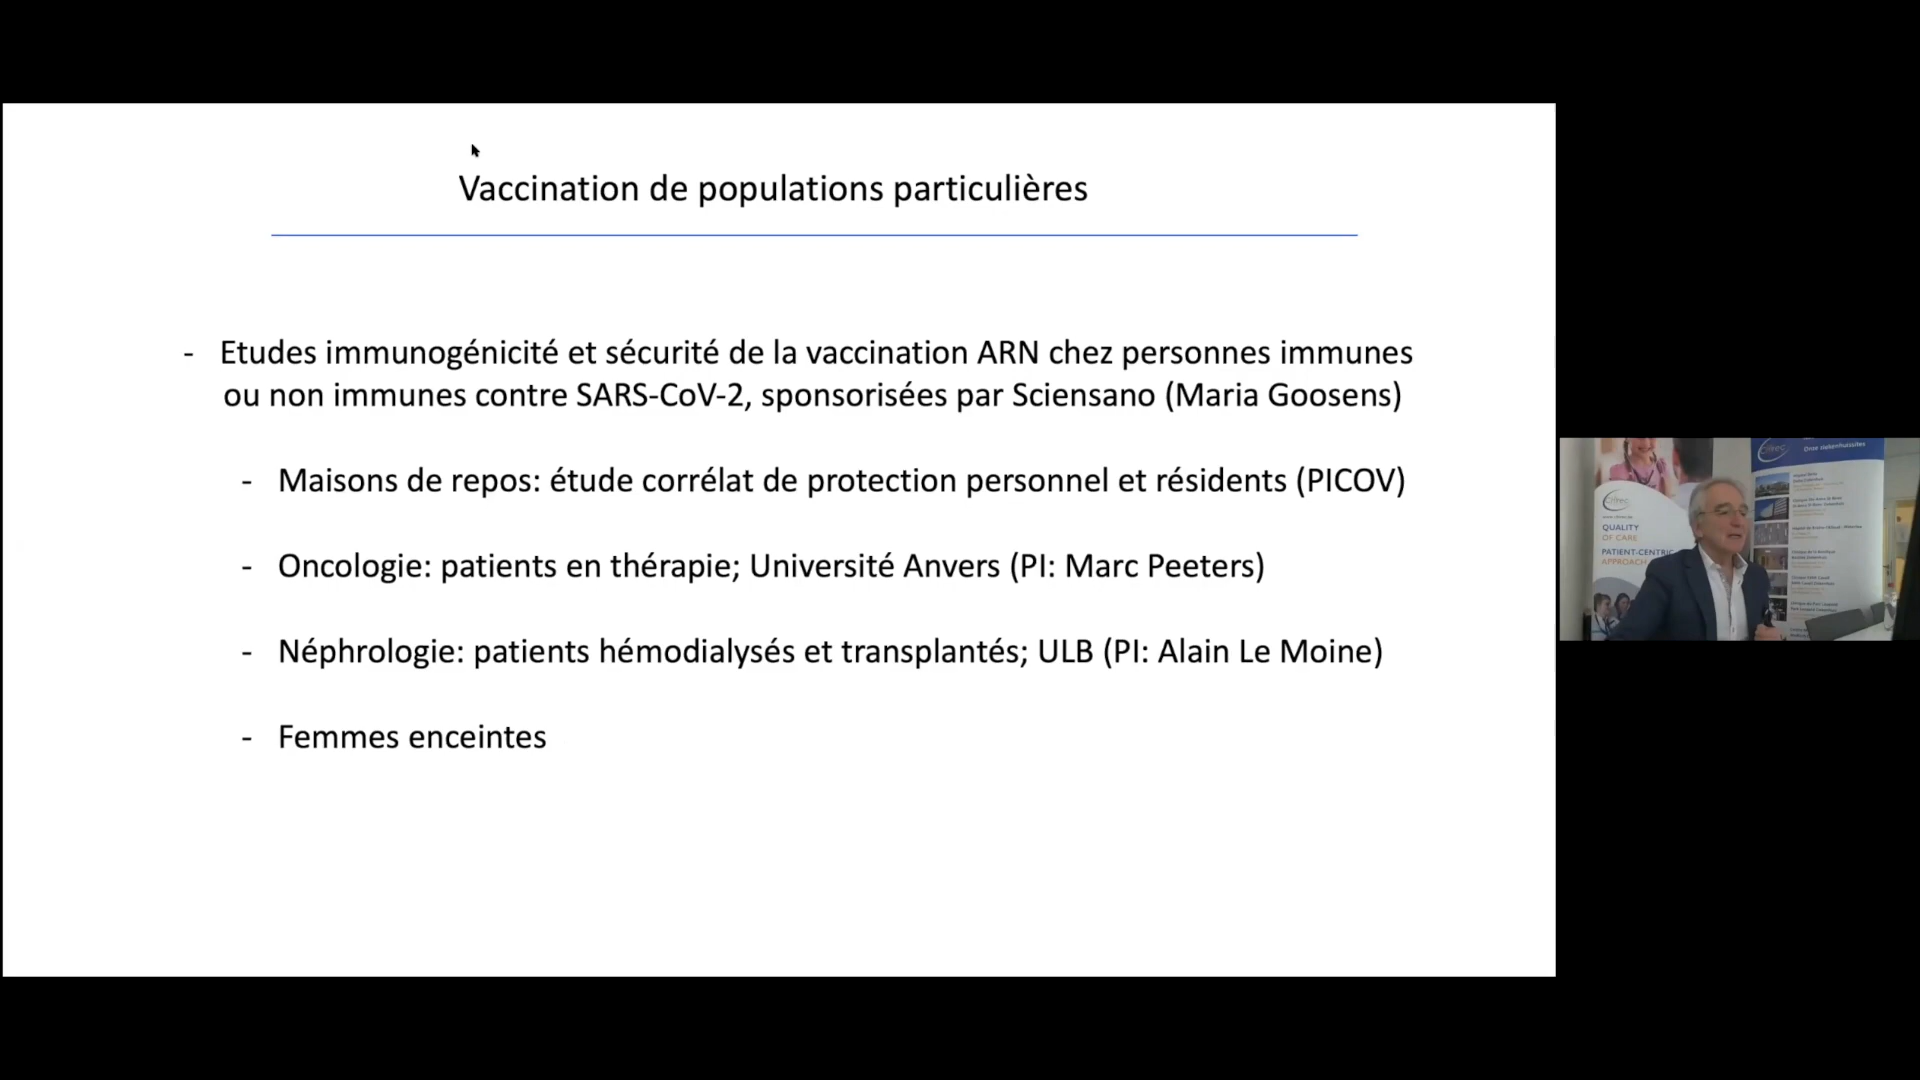 Vaccination de populations particulières
- Etudes immunogénicité et sécurité de la vaccination ARN chez personnes immunes
ou non immunes contre SARS-CoV-2, sponsorisées par Sciensano (Maria Goosens)
- Maisons de repos: étude corrélat de protection personnel et résidents (PICOV)
- Oncologie: patients en thérapie; Université Anvers (PI: Marc Peeters)
- Néphrologie: patients hémodialysés et transplantés; ULB (PI: Alain Le Moine)
- Femmes enceintes
QUALITY
OF CARE
PATIENT-CENTRIC
APPROACH
Onze ziekenhuissites